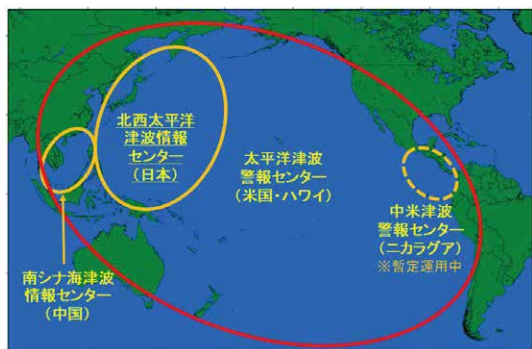 北西太平洋
津波情報
センター
（日本）
太平洋津波
警報センター
（米国・ハワイ）
中米津波
警報センター
（ニカラグア）
※暫定運用中
南シナ海津波
情報センター
（中国）